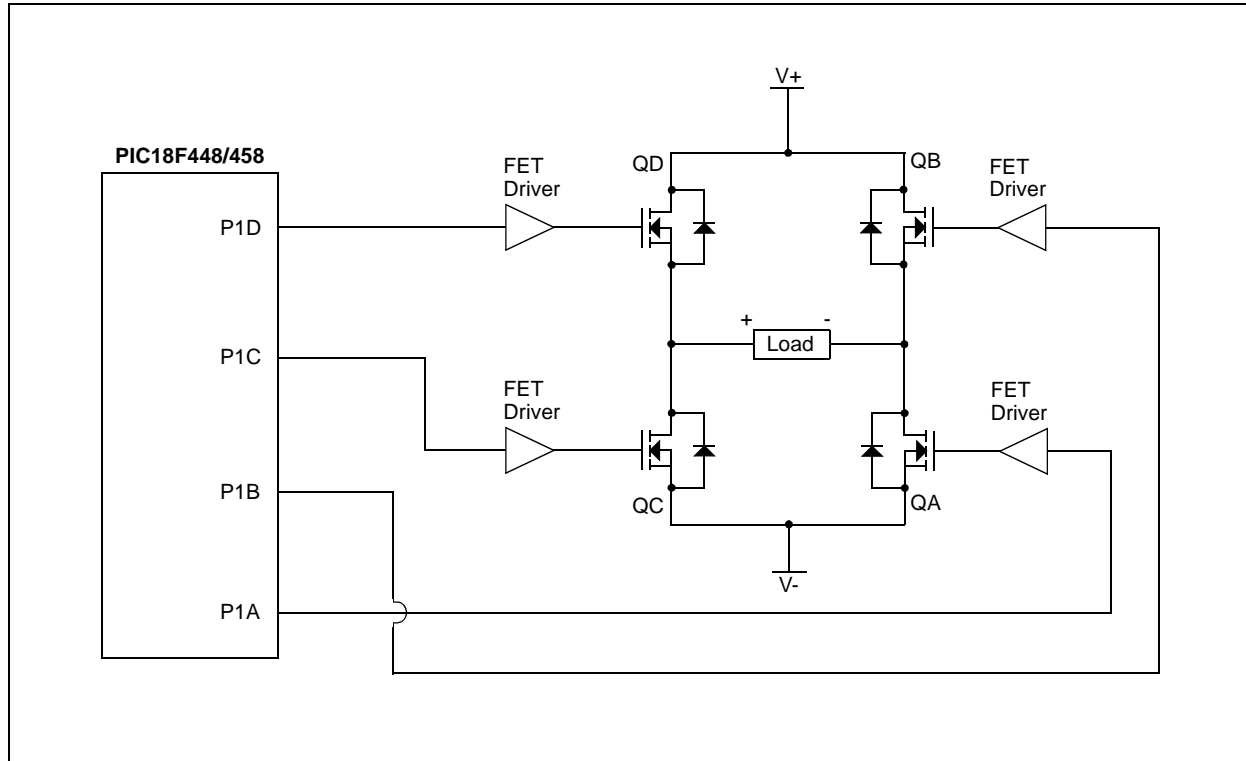 V+
PIC18F448/458
FET
Driver
QD
QB
FET
Driver
P1D
+
-
Load
P1C
FET
Driver
FET
Driver
P1B
QC
QA
V-
P1A